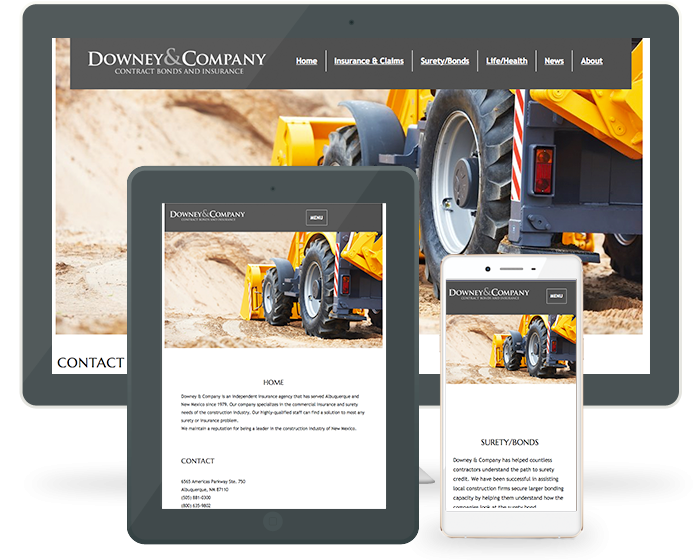 DOWNEY&COMPANY
CONTRACT BONDS AND INSURANCE
Home
Insurance & Claims
Surety/Bonds
Life/Health
News
About
CONTACT
DOWNEY&COMPANY
CONTRACT BONDS AND INSURANCE
MENU
HOME
Downey & Company is an independent insurance agency that has served Albuquerque and
New Mexico since 1979. Our company specializes in the commercial insurance and surety
needs of the construction industry. Our highly-qualified staff can find a solution to most any
surety or insurance problem.
We maintain a reputation for being a leader in the construction industry of New Mexico.
CONTACT
6565 Americas Parkway Ste. 750
Albuquerque, NM 87110
(505) 881-0300
(800) 635-9802
DOWNEY&COMPANY
CONTRACT BONDS AND INSURANCE
MENU
SURETY/BONDS
Downey & Company has helped countless
contractors understand the path to surety
credit. We have been successful in assisting
local construction firms secure larger bonding
capacity by helping them understand how the
companies look at the surety bond